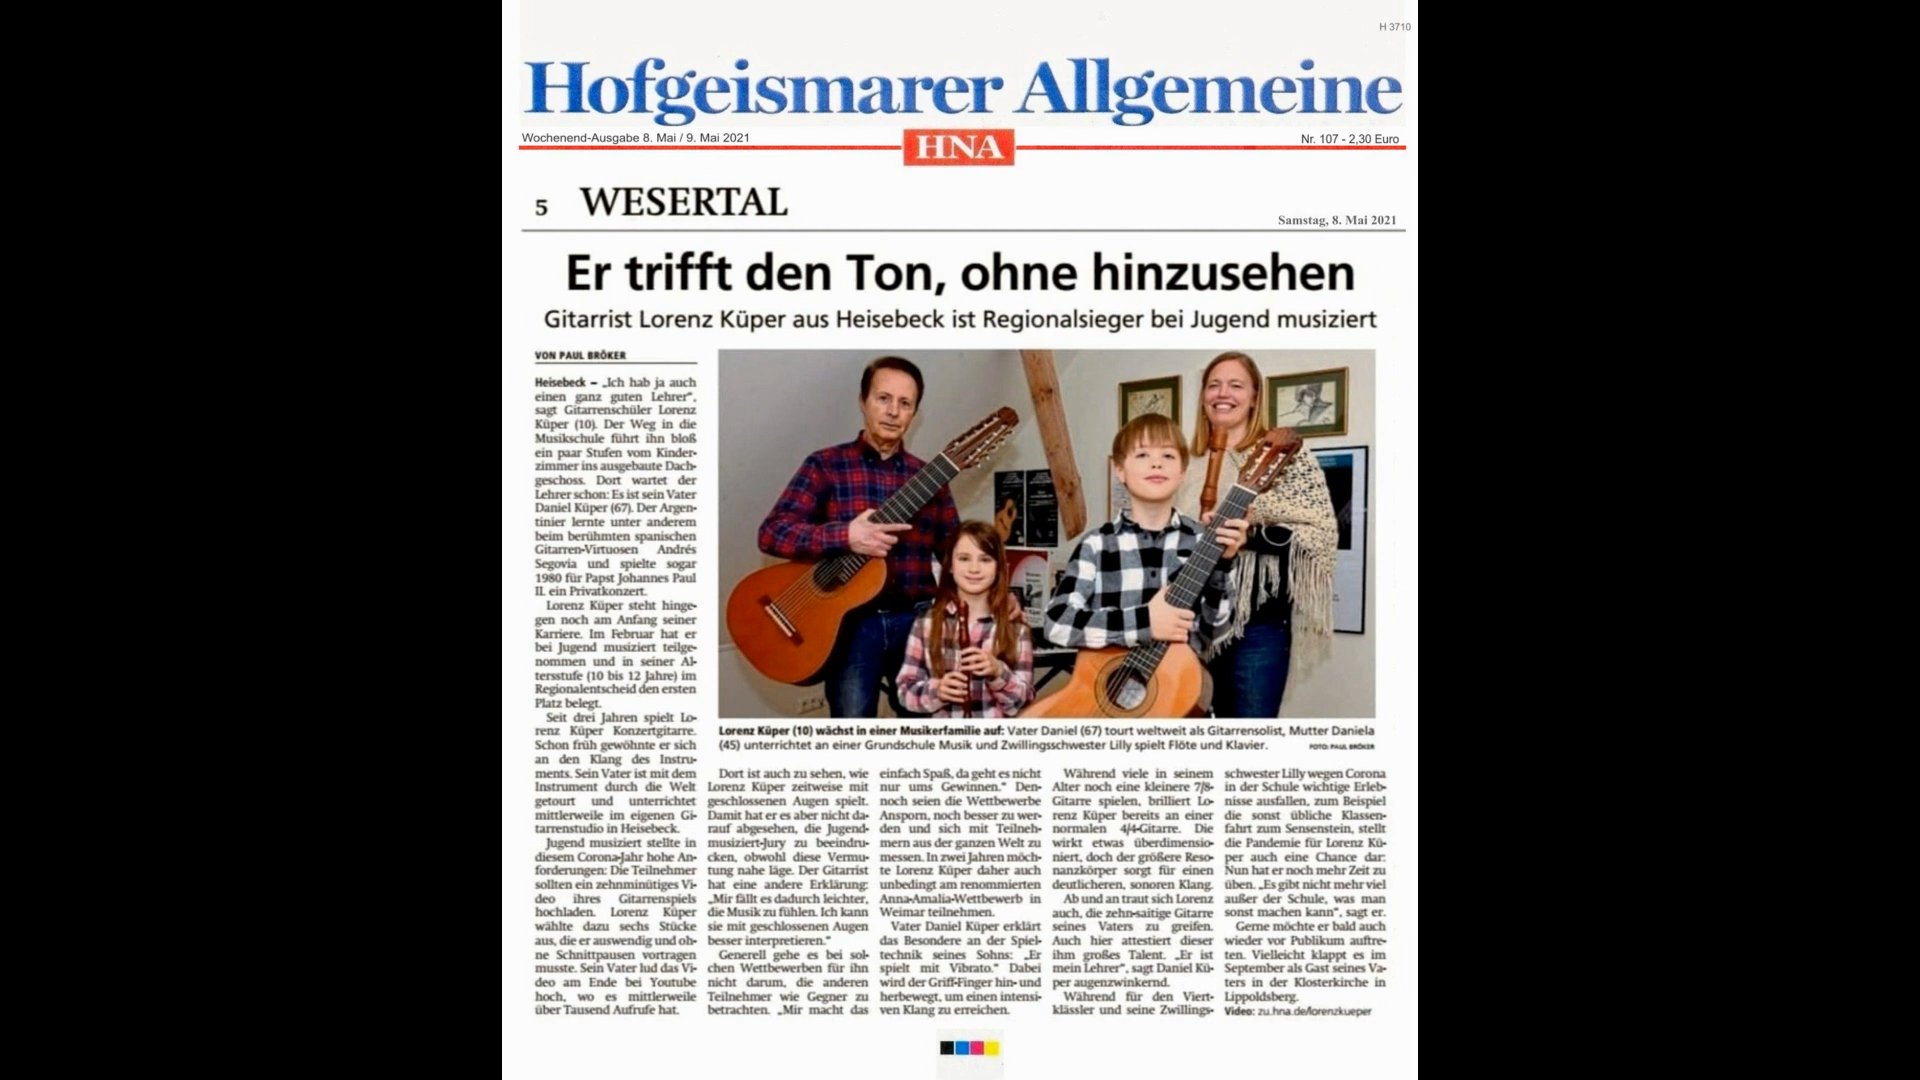 H 3710
Hofgeismarer Allgemeine
Wochenend-Ausgabe 8. Mai / 9. Mai 2021
HNA
Nr. 107 - 2,30 Euro
5 WESERTAL
Samstag, 8. Mai 2021
Er trifft den Ton, ohne hinzusehen
Gitarrist Lorenz Küper aus Heisebeck ist Regionalsieger bei Jugend musiziert
VON PAUL BRÖKER
Heisebeck – „Ich hab ja auch
einen ganz guten Lehrer“,
sagt Gitarrenschüler Lorenz
Küper (10). Der Weg in die
Musikschule führt ihn bloß
ein paar Stufen vom Kinder-
zimmer ins ausgebaute Dach-
geschoss. Dort wartet der
Lehrer schon: Es ist sein Vater
Daniel Küper (67). Der Argen-
tinier lernte unter anderem
beim berühmten spanischen
Gitarren-Virtuosen Andrés
Segovia und spielte sogar
1980 für Papst Johannes Paul
II. ein Privatkonzert.
Lorenz Küper steht hinge-
gen noch am Anfang seiner
Karriere. Im Februar hat er
bei Jugend musiziert teilge-
nommen und in seiner Al-
tersstufe (10 bis 12 Jahre) im
Regionalentscheid den ersten
Platz belegt.
Seit drei Jahren spielt Lo-
renz Küper Konzertgitarre.
Schon früh gewöhnte er sich
an den Klang des Instru-
ments. Sein Vater ist mit dem
Instrument durch die Welt
getourt und unterrichtet
mittlerweile im eigenen Gi-
tarrenstudio in Heisebeck.
Jugend musiziert stellte in
diesem Corona-Jahr hohe An-
forderungen: Die Teilnehmer
sollten ein zehnminütiges Vi-
deo ihres Gitarrenspiels
hochladen. Lorenz Küper
wählte dazu sechs Stücke
aus, die er auswendig und oh-
ne Schnittpausen vortragen
musste. Sein Vater lud das Vi-
deo am Ende bei Youtube
hoch, wo es mittlerweile
über Tausend Aufrufe hat.
Lorenz Küper (10) wächst in einer Musikerfamilie auf: Vater Daniel (67) tourt weltweit als Gitarrensolist, Mutter Daniela
(45) unterrichtet an einer Grundschule Musik und Zwillingsschwester Lilly spielt Flöte und Klavier.
FOTO: PAUL BRÖKER
Dort ist auch zu sehen, wie
Lorenz Küper zeitweise mit
geschlossenen Augen spielt.
Damit hat er es aber nicht da-
rauf abgesehen, die Jugend-
musiziert-Jury zu beeindru-
cken, obwohl diese Vermu-
tung nahe läge. Der Gitarrist
hat eine andere Erklärung:
„Mir fällt es dadurch leichter,
die Musik zu fühlen. Ich kann
sie mit geschlossenen Augen
besser interpretieren.“
Generell gehe es bei sol-
chen Wettbewerben für ihn
nicht darum, die anderen
Teilnehmer wie Gegner zu
betrachten. „Mir macht das
einfach Spaß, da geht es nicht
nur ums Gewinnen.“ Den-
noch seien die Wettbewerbe
Ansporn, noch besser zu wer-
den und sich mit Teilneh-
mern aus der ganzen Welt zu
messen. In zwei Jahren möch-
te Lorenz Küper daher auch
unbedingt am renommierten
Anna-Amalia-Wettbewerb in
Weimar teilnehmen.
Vater Daniel Küper erklärt
das Besondere an der Spiel-
technik seines Sohns: „Er
spielt mit Vibrato.“ Dabei
wird der Griff-Finger hin- und
herbewegt, um einen intensi-
ven Klang zu erreichen.
Während viele in seinem
Alter noch eine kleinere 7/8-
Gitarre spielen, brilliert Lo-
renz Küper bereits an einer
normalen 4/4-Gitarre. Die
wirkt etwas überdimensio-
niert, doch der größere Reso-
nanzkörper sorgt für einen
deutlicheren, sonoren Klang.
Ab und an traut sich Lorenz
auch, die zehn-saitige Gitarre
seines Vaters zu greifen.
Auch hier attestiert dieser
ihm großes Talent. „Er ist
mein Lehrer“, sagt Daniel Kü-
per augenzwinkernd.
Während für den Viert-
klässler und seine Zwillings-
schwester Lilly wegen Corona
in der Schule wichtige Erleb-
nisse ausfallen, zum Beispiel
die sonst übliche Klassen-
fahrt zum Sensenstein, stellt
die Pandemie für Lorenz Kü-
per auch eine Chance dar:
Nun hat er noch mehr Zeit zu
üben. „Es gibt nicht mehr viel
außer der Schule, was man
sonst machen kann“, sagt er.
Gerne möchte er bald auch
wieder vor Publikum auftre-
ten. Vielleicht klappt es im
September als Gast seines Va-
ters in der Klosterkirche in
Lippoldsberg.
Video: zu.hna.de/lorenzkueper